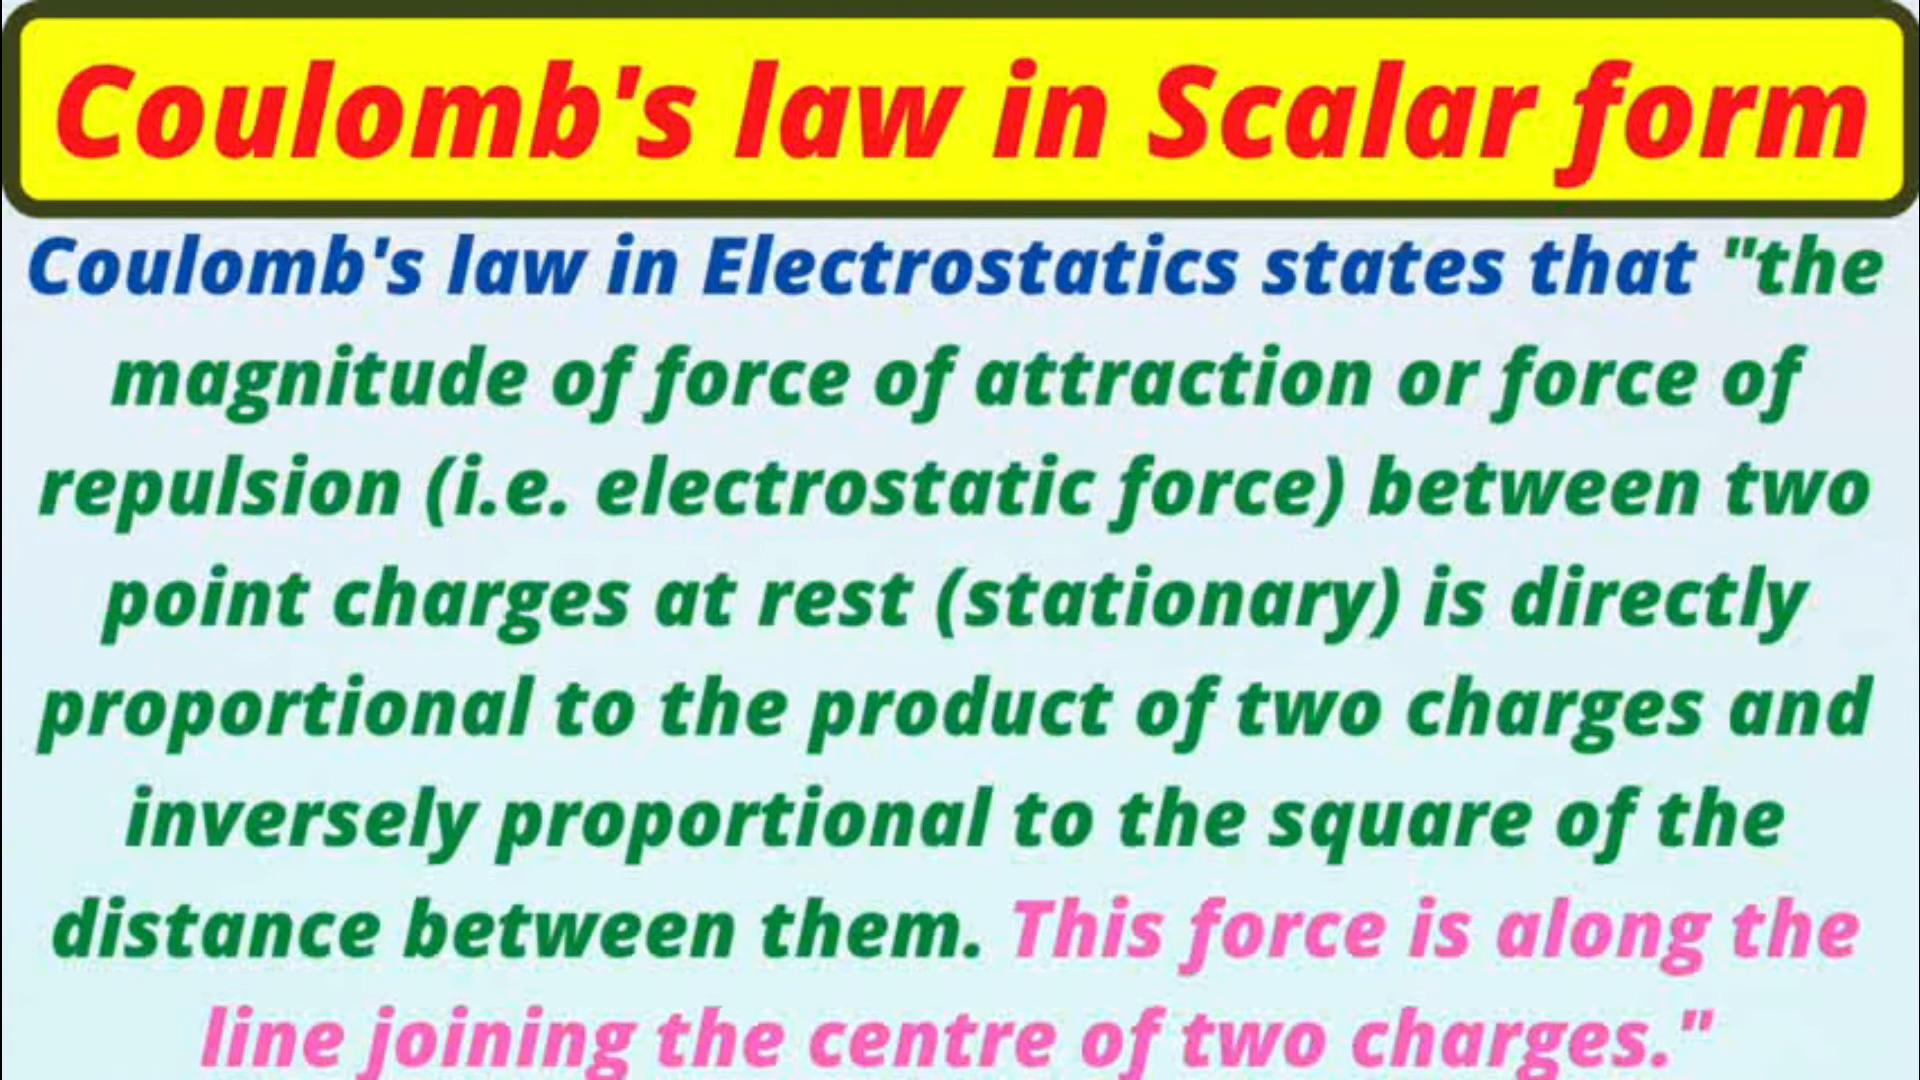 Coulomb's law in Scalar form
Coulomb's law in Electrostatics states that "the
magnitude of force of attraction or force of
repulsion (i.e. electrostatic force) between two
point charges at rest (stationary) is directly
proportional to the product of two charges and
inversely proportional to the square of the
distance between them. This force is along the
line joining the centre of two charges."